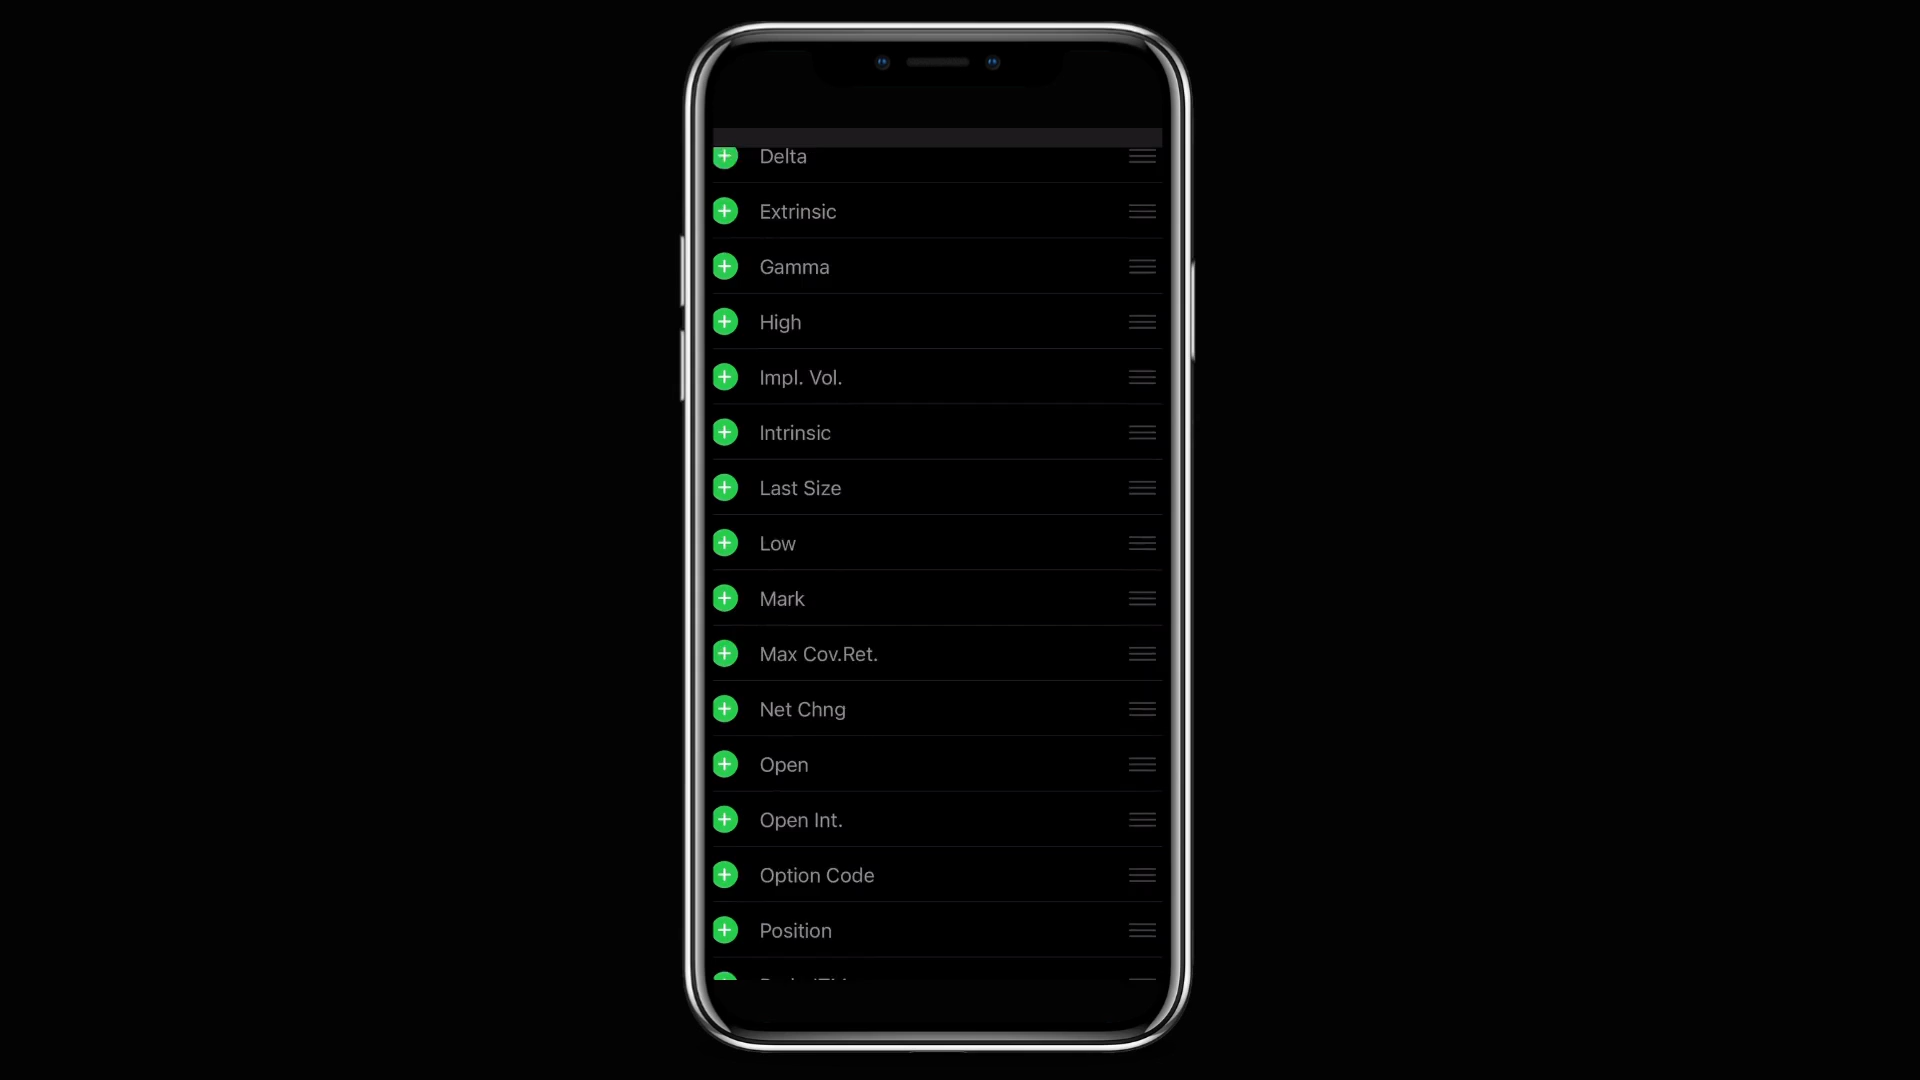 Delta
Extrinsic
Gamma
High
Impl. Vol.
Intrinsic
Last Size
Low
Mark
Max Cov.Ret.
Net Chng
Open
Open Int.
Option Code
Position